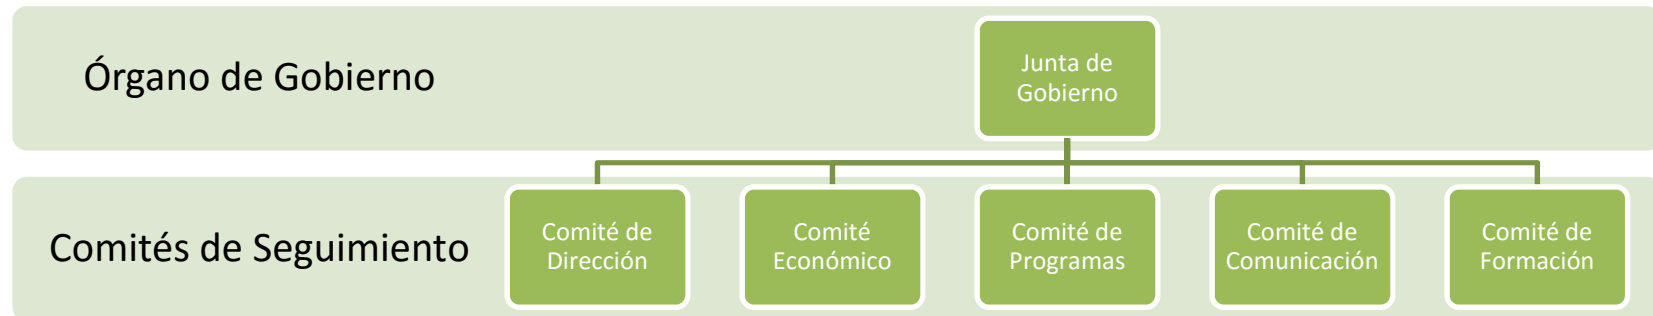 Órgano de Gobierno
Junta de
Gobierno
Comités de Seguimiento
Comité de
Dirección
Comité
Económico
Comité de
Programas
Comité de
Comunicación
Comité de
Formación